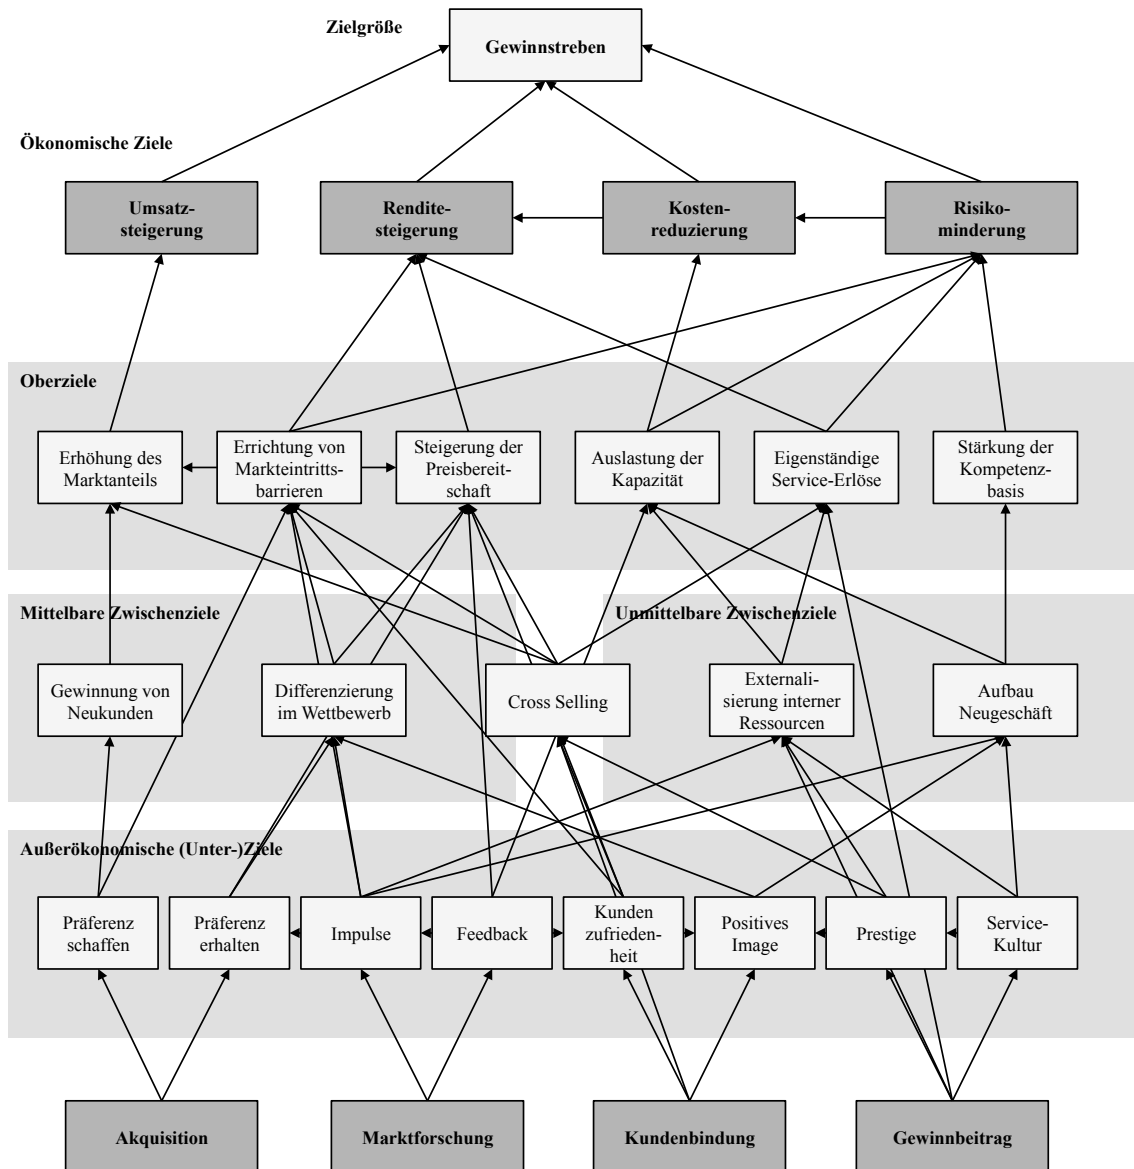 Zielgröße
Gewinnstreben
Ökonomische Ziele
Umsatz-
steigerung
Rendite-
steigerung
Kosten-
reduzierung
Risiko-
minderung
Oberziele
Erhöhung des
Marktanteils
Errichtung von
Markteintritts-
barrieren
Steigerung der
Preisbereit-
schaft
Auslastung der
Kapazität
Eigenständige
Service-Erlöse
Stärkung der
Kompetenz-
basis
Mittelbare Zwischenziele
Unmittelbare Zwischenziele
Gewinnung von
Neukunden
Differenzierung
im Wettbewerb
Cross Selling
Externali-
sierung interner
Ressourcen
Aufbau
Neugeschäft
Außerökonomische (Unter-)Ziele
Präferenz
schaffen
Präferenz
erhalten
Impulse
Feedback
Kunden
zufrieden-
heit
Positives
Image
Prestige
Service-
Kultur
Akquisition
Marktforschung
Kundenbindung
Gewinnbeitrag